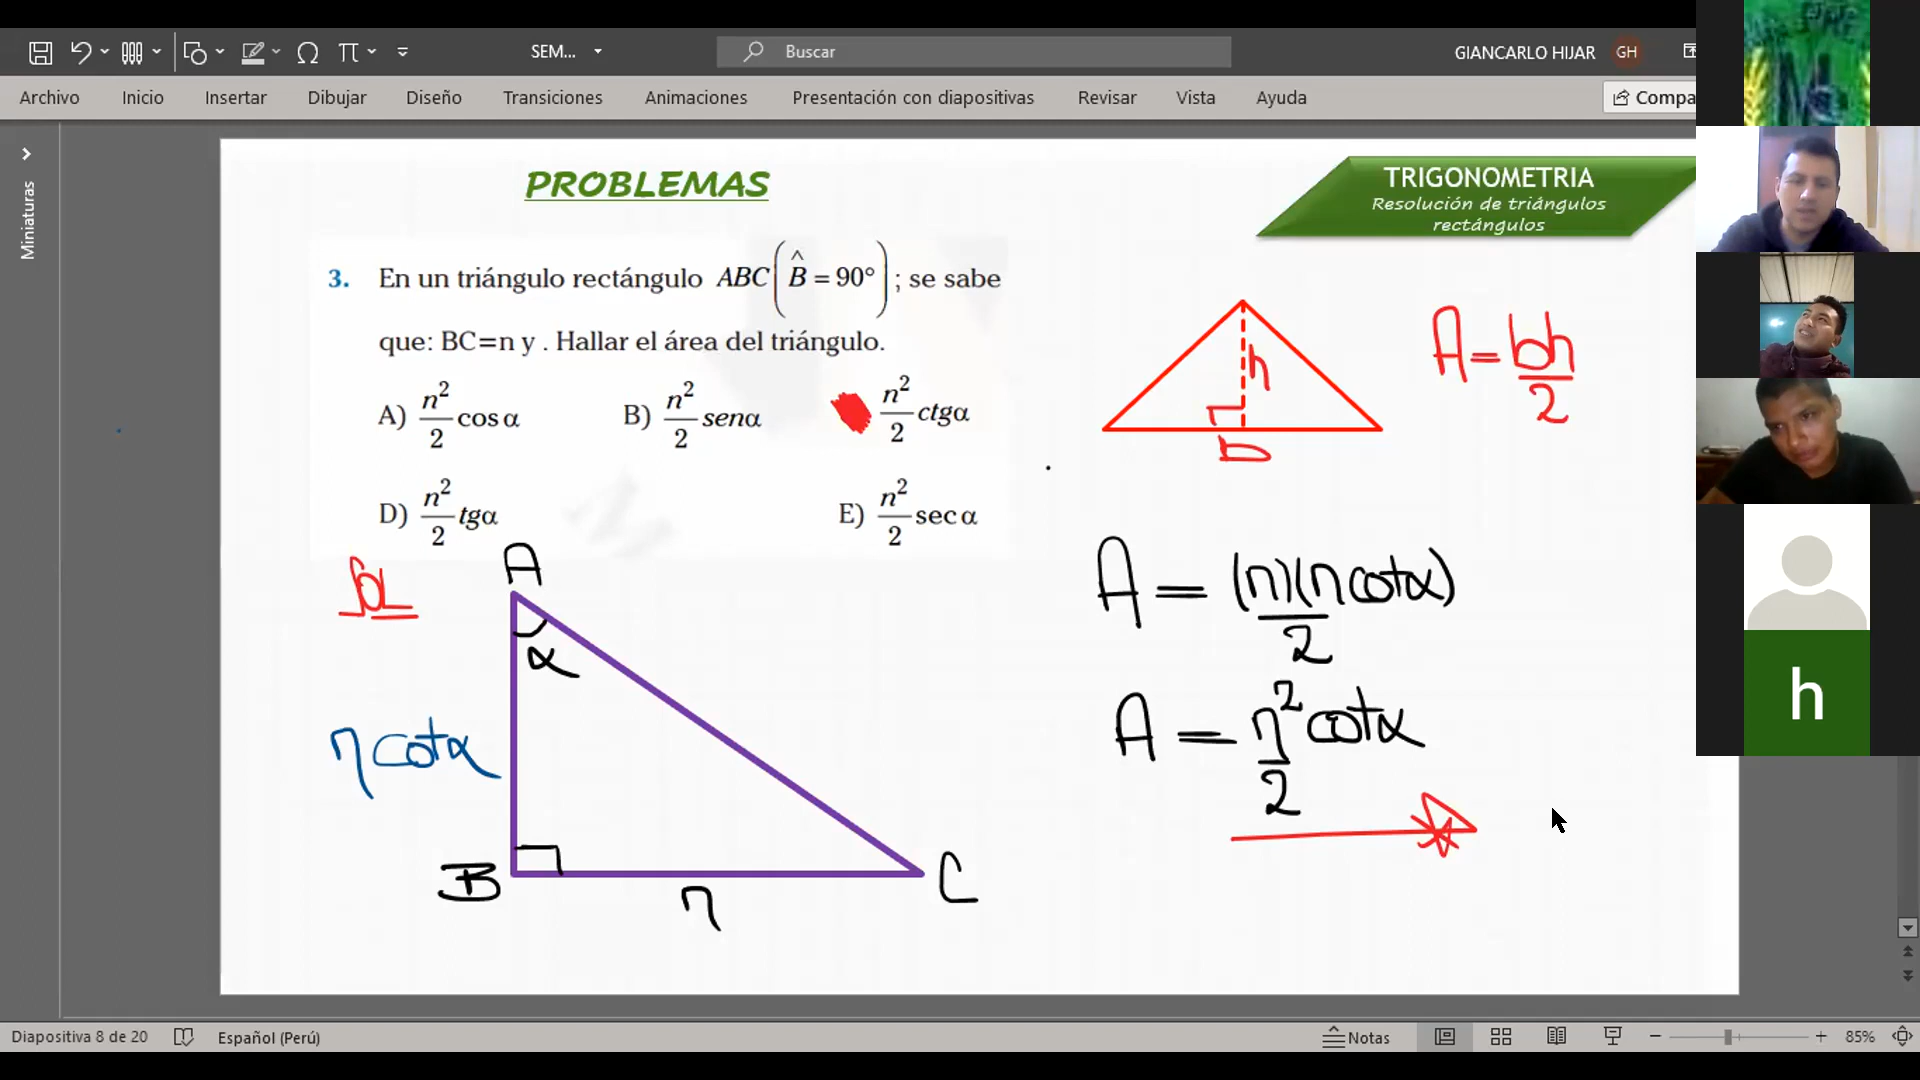 SEM...
Buscar
GIANCARLO HIJAR
GH
Archivo Inicio Insertar Dibujar Diseño Transiciones Animaciones Presentación con diapositivas Revisar Vista Ayuda
Compa
Miniaturas
PROBLEMAS
TRIGONOMETRIA
Resolución de triángulos
rectángulos
3. En un triángulo rectángulo ABC(B̂ = 90°) ; se sabe
que: BC=n y . Hallar el área del triángulo.
A) n²/2 cos α B) n²/2 senα n²/2 ctgα
D) n²/2 tgα E) n²/2 sec α
h
b
A = bh/2
Sol
A
α
n cotα
B
n
C
A = (n)(n cotα)/2
A = n²/2 cotα
h
Diapositiva 8 de 20
Español (Perú)
Notas
85%